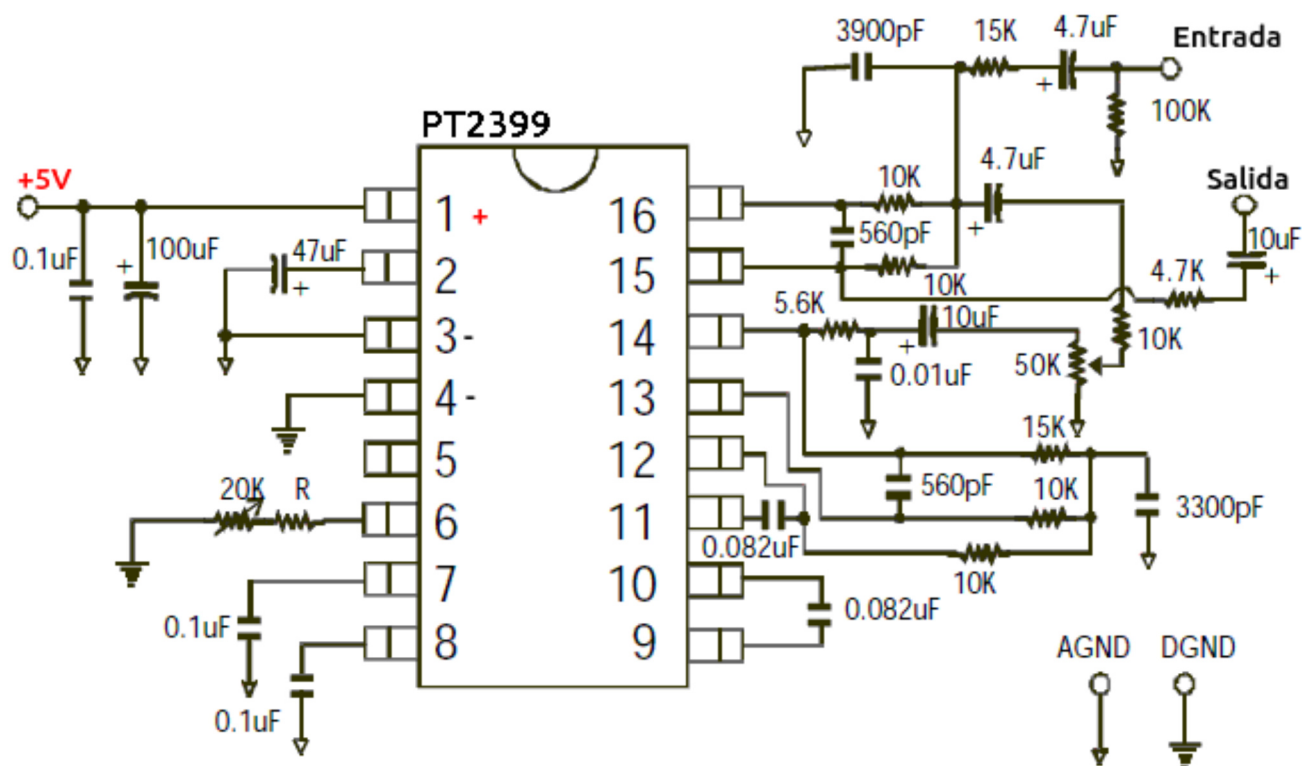 3900pF
15K
4.7uF
Entrada
100K
PT2399
+5V
0.1uF
+
100uF
47uF
+
1 +
2
3-
4-
5
6
7
8
16
15
14
13
12
11
10
9
+
4.7uF
+
10K
560pF
10K
Salida
10uF
+
4.7K
5.6K
10uF
+
0.01uF
50K
10K
15K
560pF
10K
3300pF
0.082uF
10K
0.082uF
20K
R
0.1uF
0.1uF
AGND
DGND